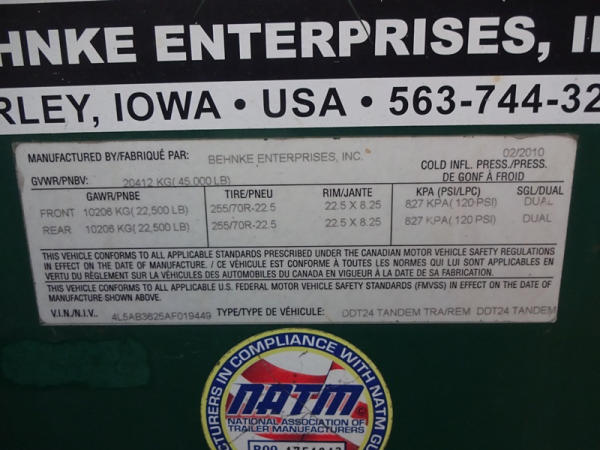 HNKE ENTERPRISES, I
RLEY, IOWA • USA • 563-744-32
MANUFACTURED BY/FABRIQUÉ PAR: BEHNKE ENTERPRISES, INC. 02/2010
GVWR/PNBV: 20412 KG( 45,000 LB) COLD INFL. PRESS./PRESS. DE GONF À FROID
GAWR/PNBE TIRE/PNEU RIM/JANTE KPA (PSI/LPC) SGL/DUAL
FRONT 10206 KG( 22,500 LB) 255/70R-22.5 22.5 X 8.25 827 KPA( 120 PSI) DUAL
REAR 10206 KG( 22,500 LB) 255/70R-22.5 22.5 X 8.25 827 KPA( 120 PSI) DUAL
THIS VEHICLE CONFORMS TO ALL APPLICABLE STANDARDS PRESCRIBED UNDER THE CANADIAN MOTOR VEHICLE SAFETY REGULATIONS
IN EFFECT ON THE DATE OF MANUFACTURE. / CE VÉHICULE EST CONFORME À TOUTES LES NORMES QUI LUI SONT APPLICABLES EN
VERTU DU RÈGLEMENT SUR LA VÉHICULES DES AUTOMOBILES DU CANADA EN VIGUEUR À LA DATE DE SA FABRICATION.
THIS VEHICLE CONFORMS TO ALL APPLICABLE U.S. FEDERAL MOTOR VEHICLE SAFETY STANDARDS (FMVSS) IN EFFECT ON THE
DATE OF MANUFACTURE SHOWN ABOVE.
V.I.N./N.I.V.. 4L5AB3625AF019449 TYPE/TYPE DE VÉHICULE: DDT24 TANDEM TRA/REM DDT24 TANDEM
TURERS IN COMPLIANCE WITH NATM GU
NATM
NATIONAL ASSOCIATION OF
TRAILER MANUFACTURERS